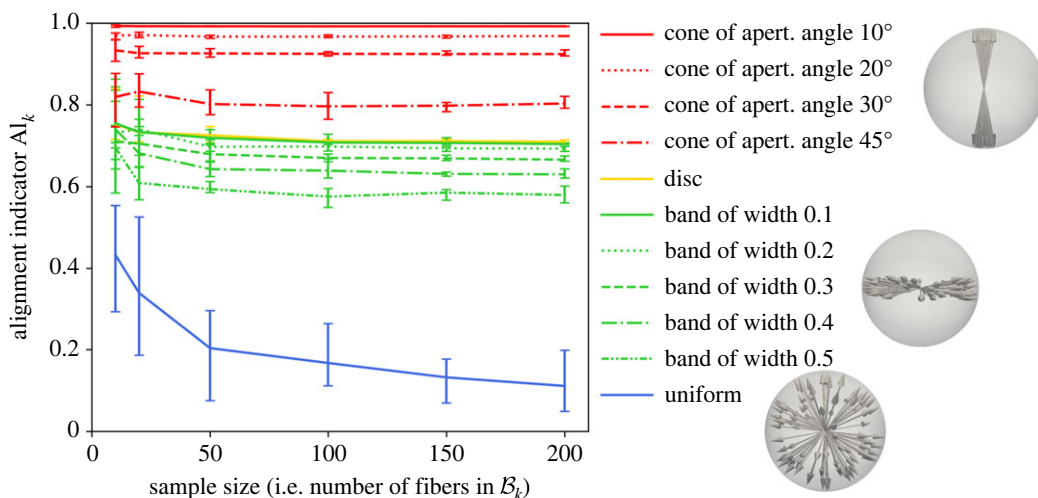 1.0
0.8
0.6
0.4
0.2
0
alignment indicator AI_k
0 50 100 150 200
sample size (i.e. number of fibers in ℬ_k)
cone of apert. angle 10°
cone of apert. angle 20°
cone of apert. angle 30°
cone of apert. angle 45°
disc
band of width 0.1
band of width 0.2
band of width 0.3
band of width 0.4
band of width 0.5
uniform